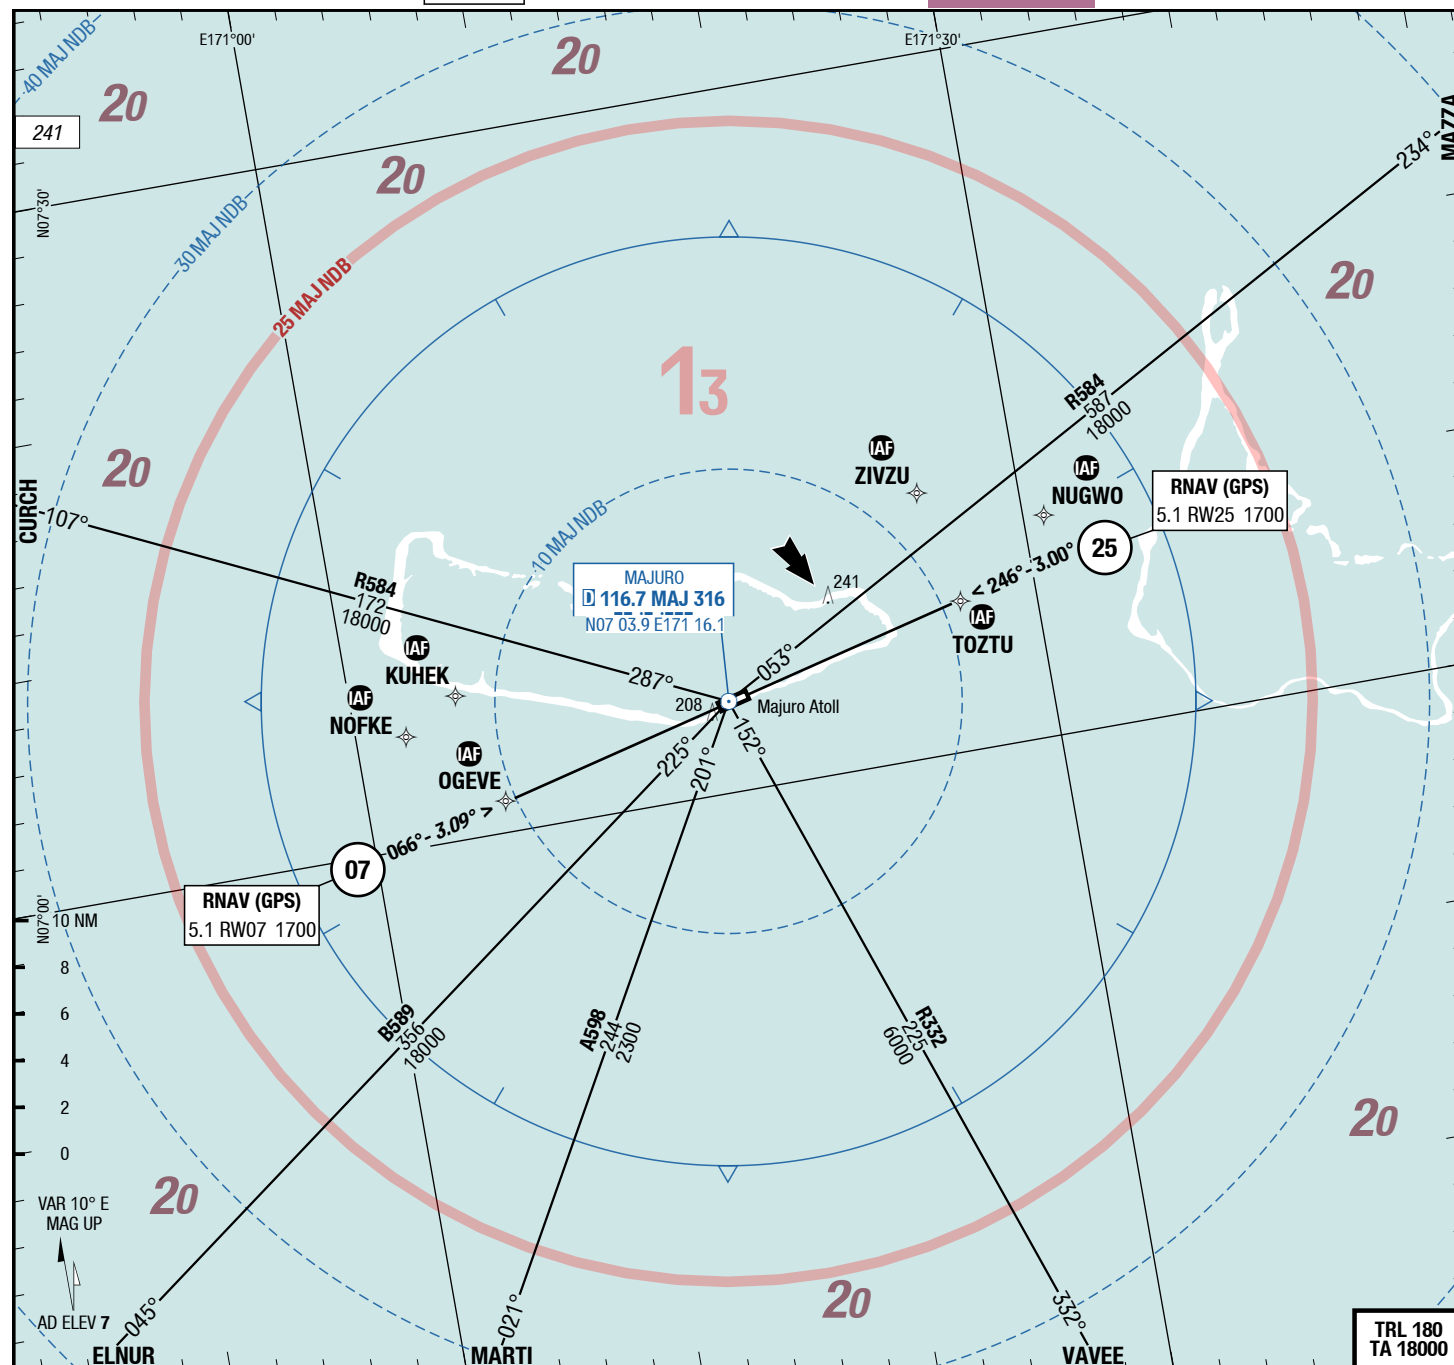 E171°00'
E171°30'
40 MAJ NDB
20
20
241
MAZZA
234°
20
N07°30'
30 MAJ NDB
25 MAJ NDB
20
13
R584
587
18000
IAF
ZIVZU
IAF
NUGWO
RNAV (GPS)
5.1 RW25 1700
20
CURCH
107°
10 MAJ NDB
25
< 246°- 3.00°
MAJURO
D 116.7 MAJ 316
N07 03.9 E171 16.1
241
R584
172
18000
IAF
TOZTU
IAF
KUHEK
053°
287°
IAF
NOFKE
208
Majuro Atoll
152°
225°
201°
IAF
OGEVE
066°- 3.09° >
07
RNAV (GPS)
5.1 RW07 1700
N07°00'
10 NM
8
6
4
2
0
B589
356
18000
A598
244
2300
R332
225
6000
20
20
VAR 10° E
MAG UP
AD ELEV 7
045°
ELNUR
021°
MARTI
20
332°
VAVEE
TRL 180
TA 18000